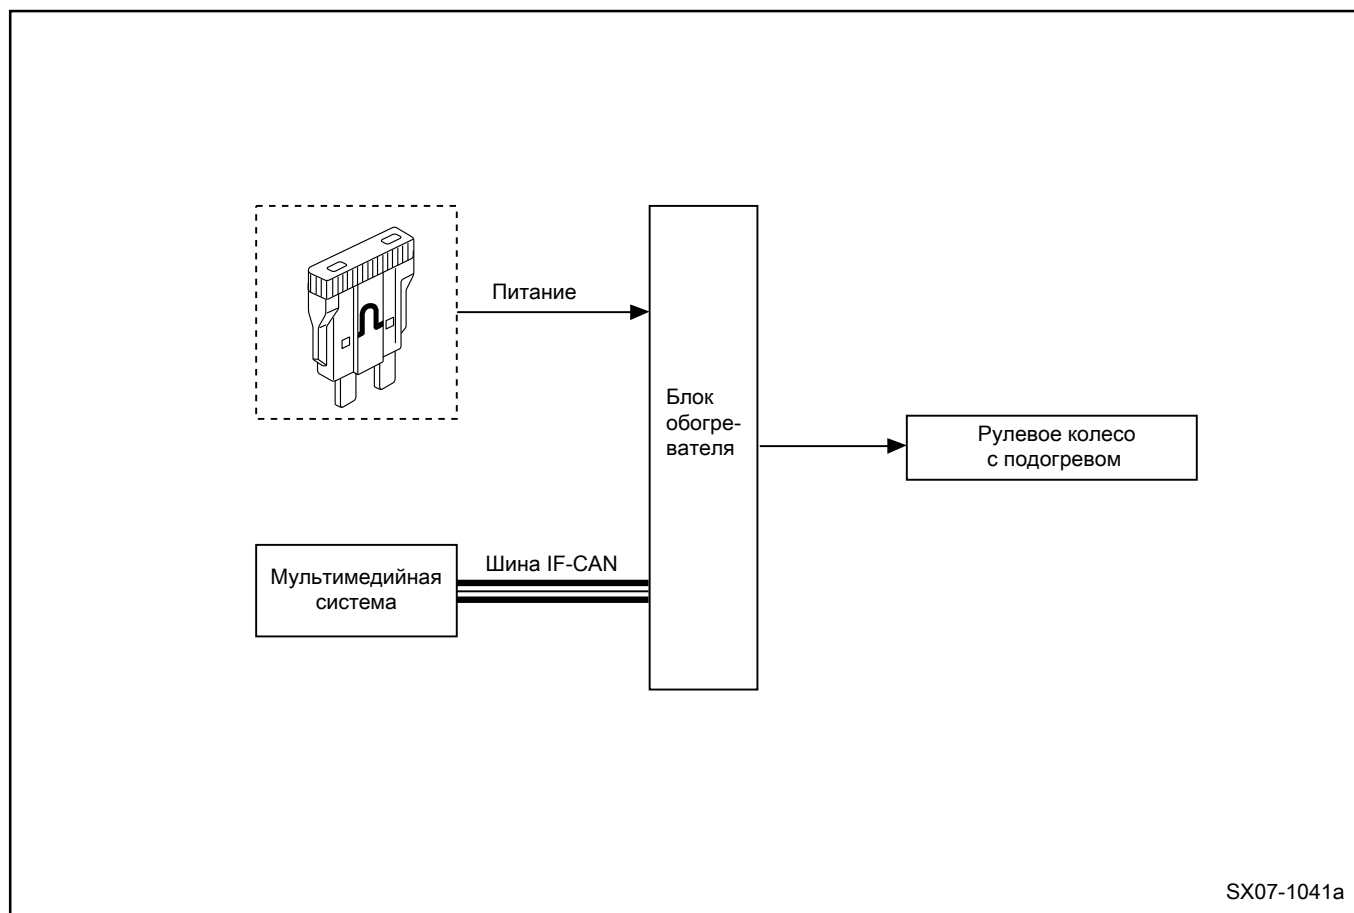 Питание
Блок
обогре-
вателя
Рулевое колесо
с подогревом
Шина IF-CAN
Мультимедийная
система
SX07-1041a